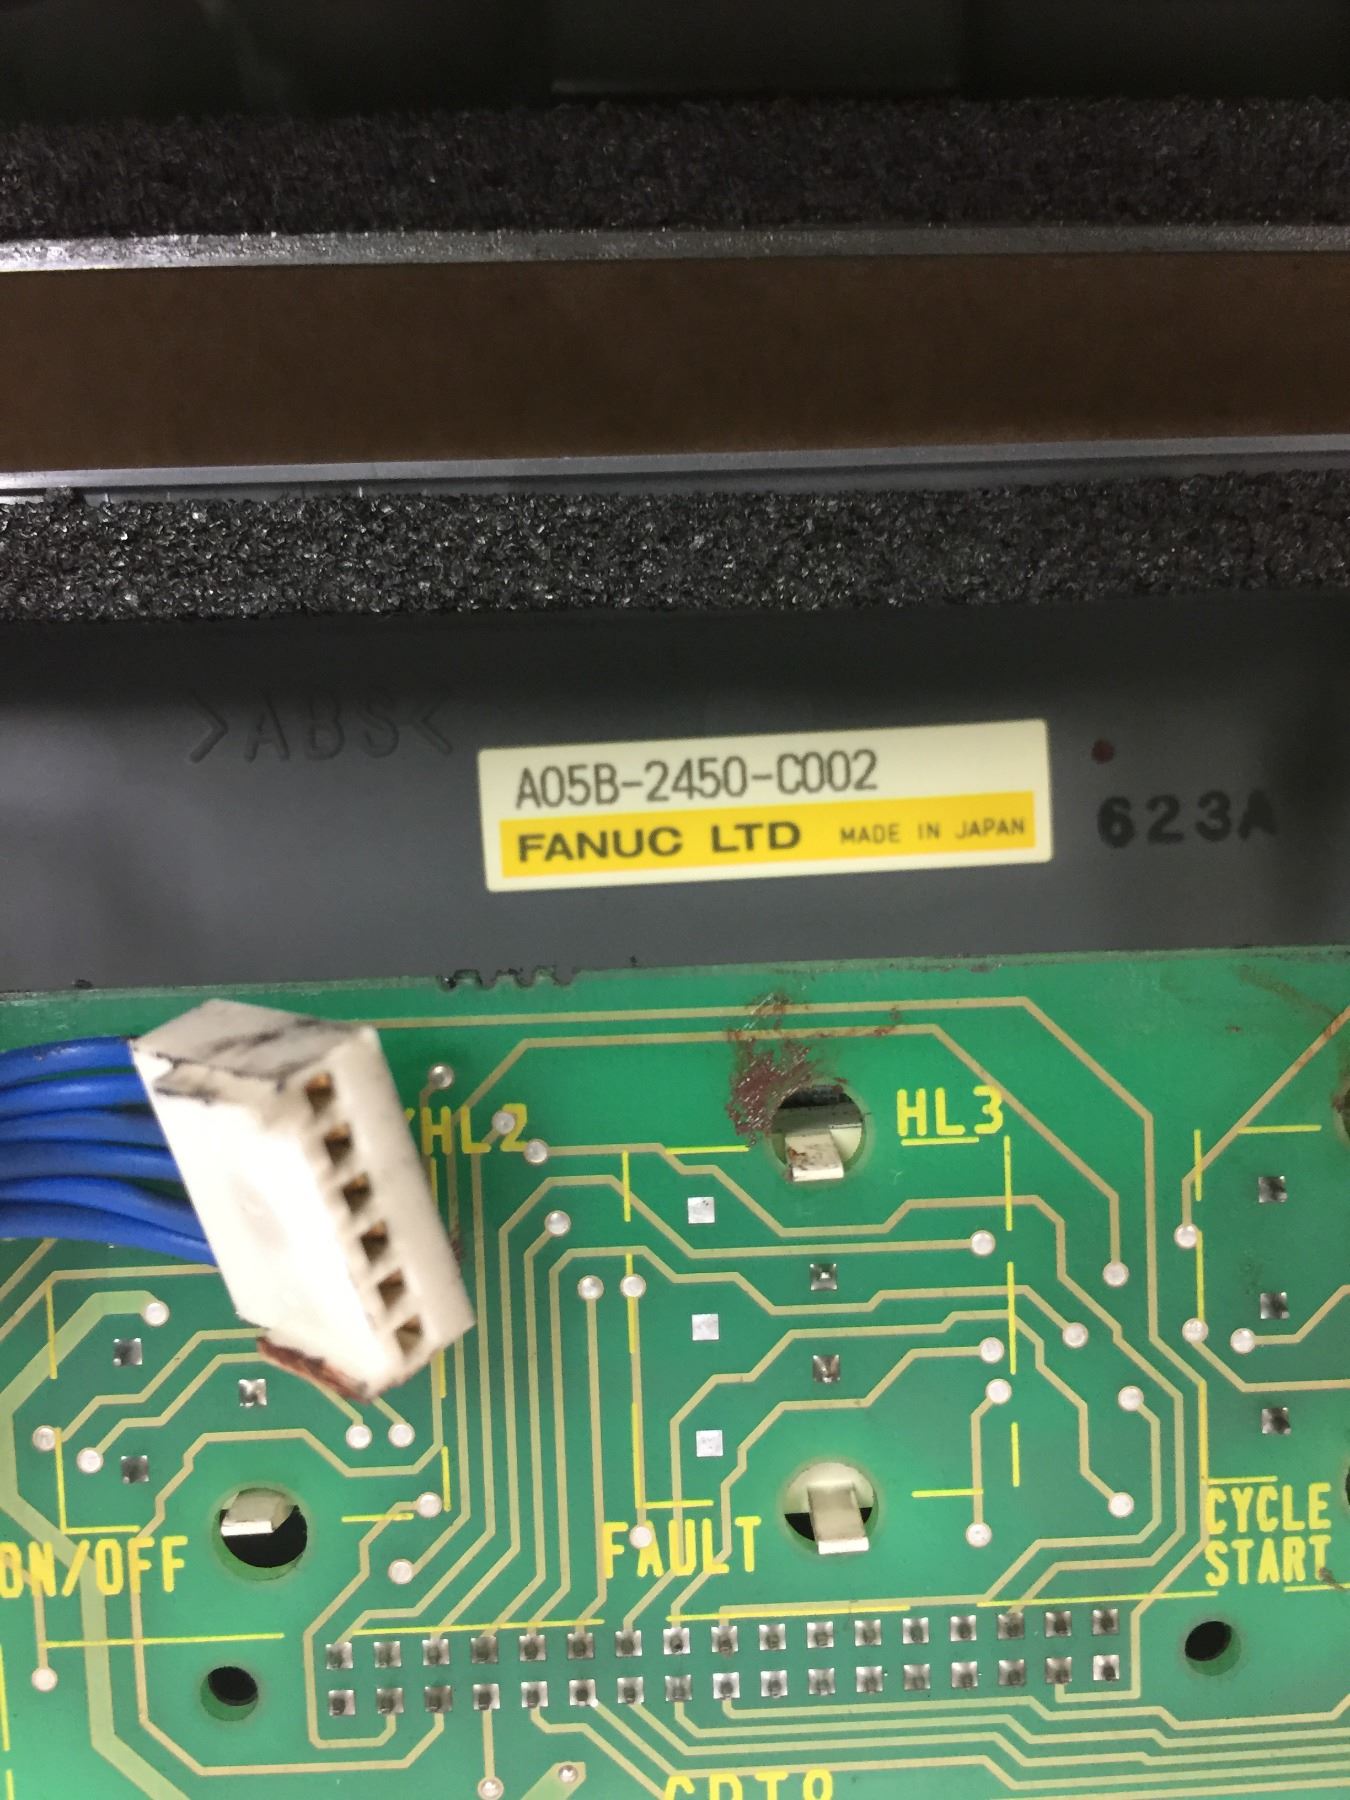 >ABS<
A05B-2450-C002
FANUC LTD MADE IN JAPAN
623A
HL2
HL3
ON/OFF
FAULT
CYCLE
START